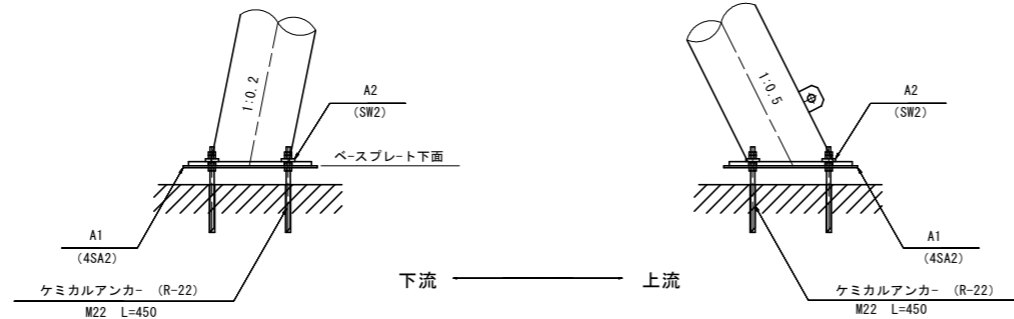 1:0.2
A2
(SW2)
ベースプレート下面
A1
(4SA2)
ケミカルアンカー (R-22)
M22 L=450
下流
上流
1:0.5
A2
(SW2)
A1
(4SA2)
ケミカルアンカー (R-22)
M22 L=450